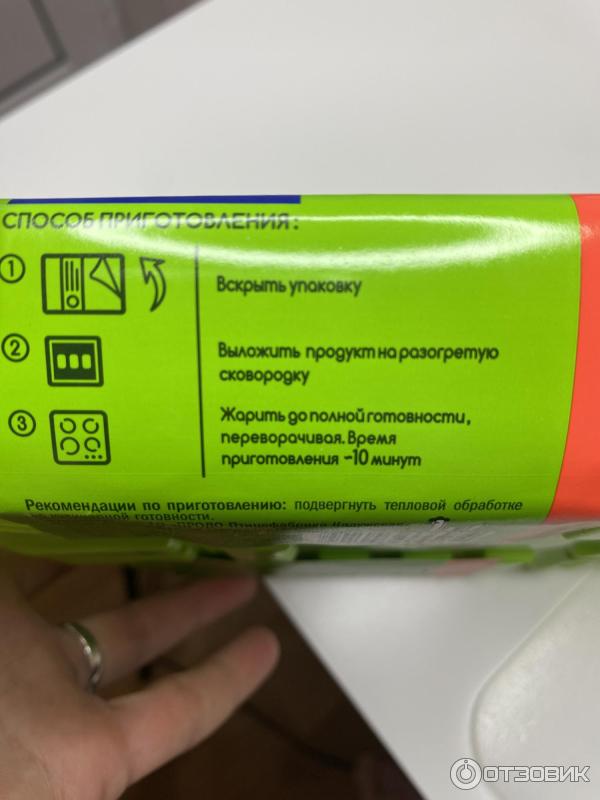 СПОСОБ ПРИГОТОВЛЕНИЯ:
1
Вскрыть упаковку
2
Выложить продукт на разогретую
сковородку
3
Жарить до полной готовности,
переворачивая. Время
приготовления ~10 минут
Рекомендации по приготовлению: подвергнуть тепловой обработке
готовности.
ОТЗОВИК